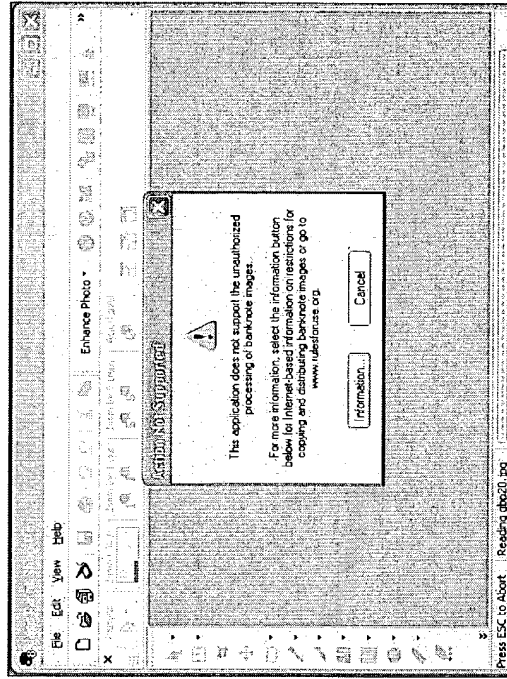 File Edit View Help
Enhance Photo
Action Not Supported
This application does not support the unauthorized
processing of banknote images.
For more information, select the information button
below for Internet-based information on restrictions for
copying and distributing banknote images or go to
www.rulesforuse.org.
Information... Cancel
Press ESC to Abort Reading